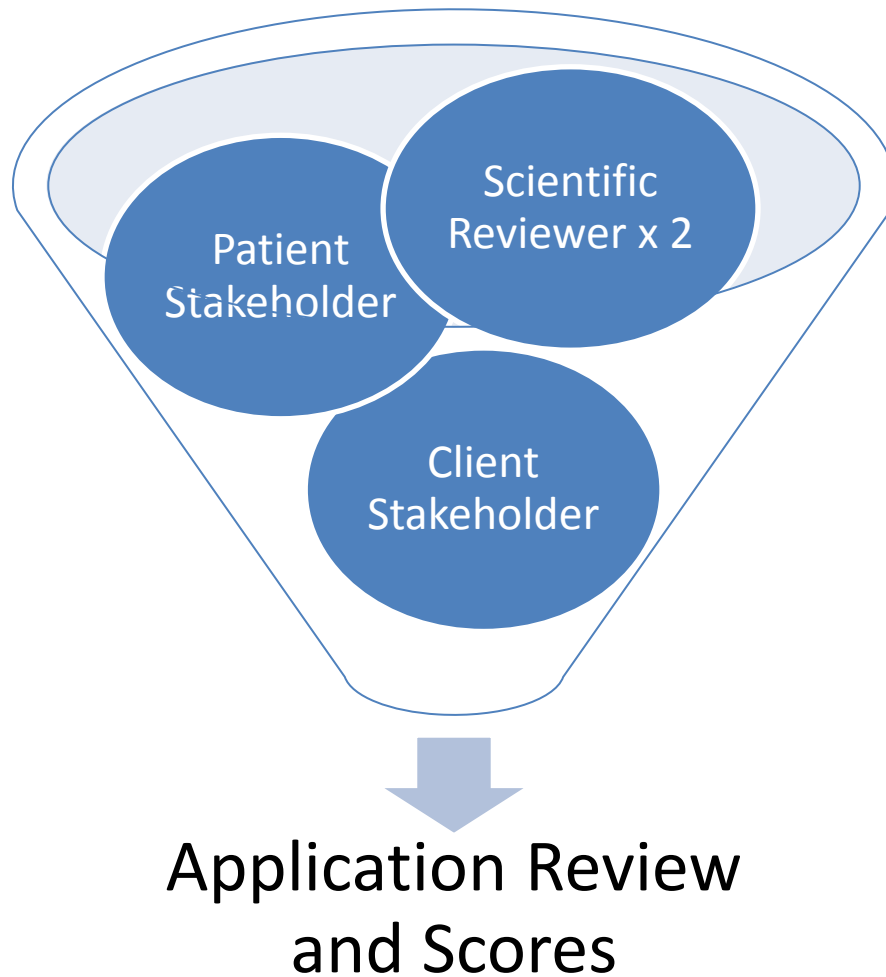 Scientific
Reviewer x 2
Patient
Stakeholder
Client
Stakeholder
Application Review
and Scores